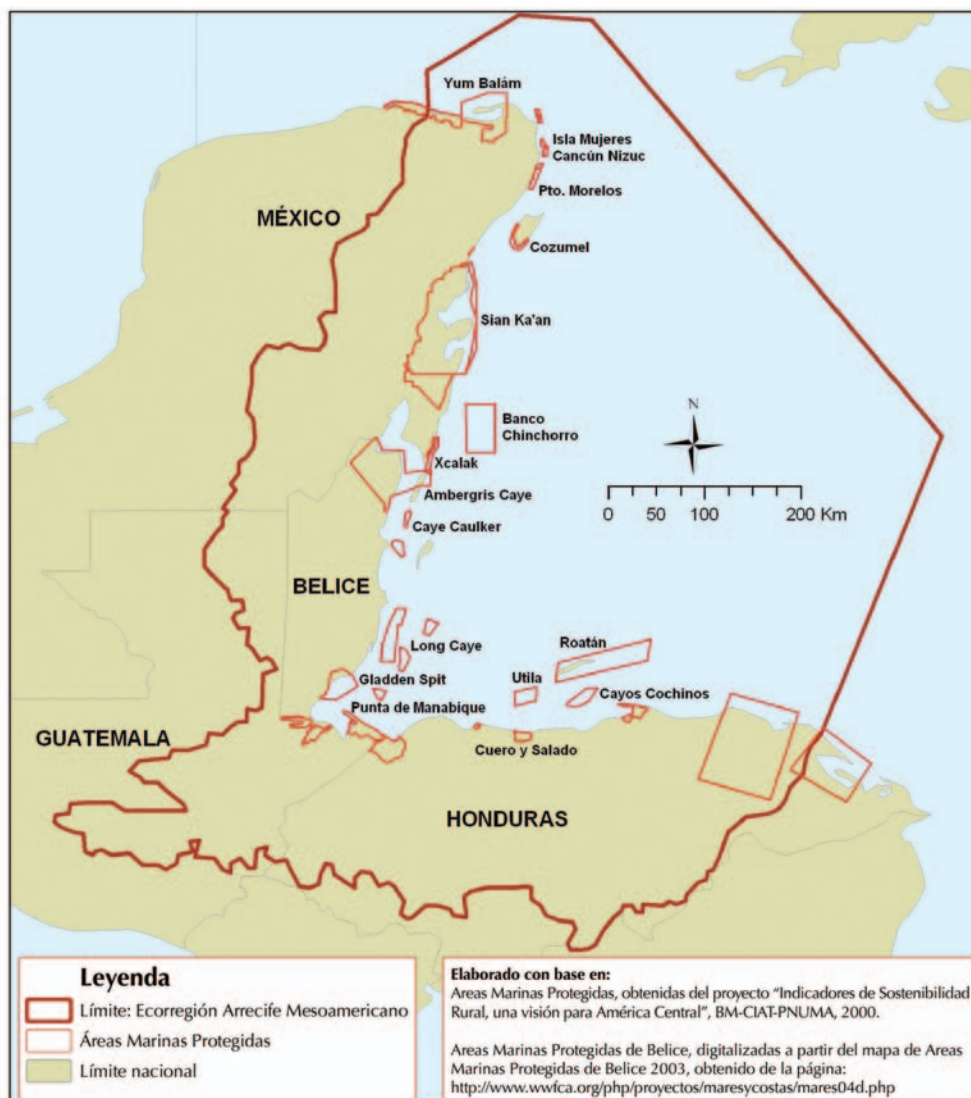 Yum Balám
Isla Mujeres
Cancún Nizuc
Pto. Morelos
MÉXICO
Cozumel
Sian Ka'an
Banco
Chinchorro
N
Xcalak
Ambergris Caye
0 50 100 200 Km
Caye Caulker
BELICE
Long Caye
Roatán
Gladden Spit
Utila
Cayos Cochinos
Punta de Manabique
GUATEMALA
Cuero y Salado
HONDURAS
Leyenda
Límite: Ecorregión Arrecife Mesoamericano
Áreas Marinas Protegidas
Límite nacional
Elaborado con base en:
Areas Marinas Protegidas, obtenidas del proyecto “Indicadores de Sostenibilidad
Rural, una visión para América Central”, BM-CIAT-PNUMA, 2000.
Areas Marinas Protegidas de Belice, digitalizadas a partir del mapa de Areas
Marinas Protegidas de Belice 2003, obtenido de la página:
http://www.wwfca.org/php/proyectos/maresycostas/mares04d.php